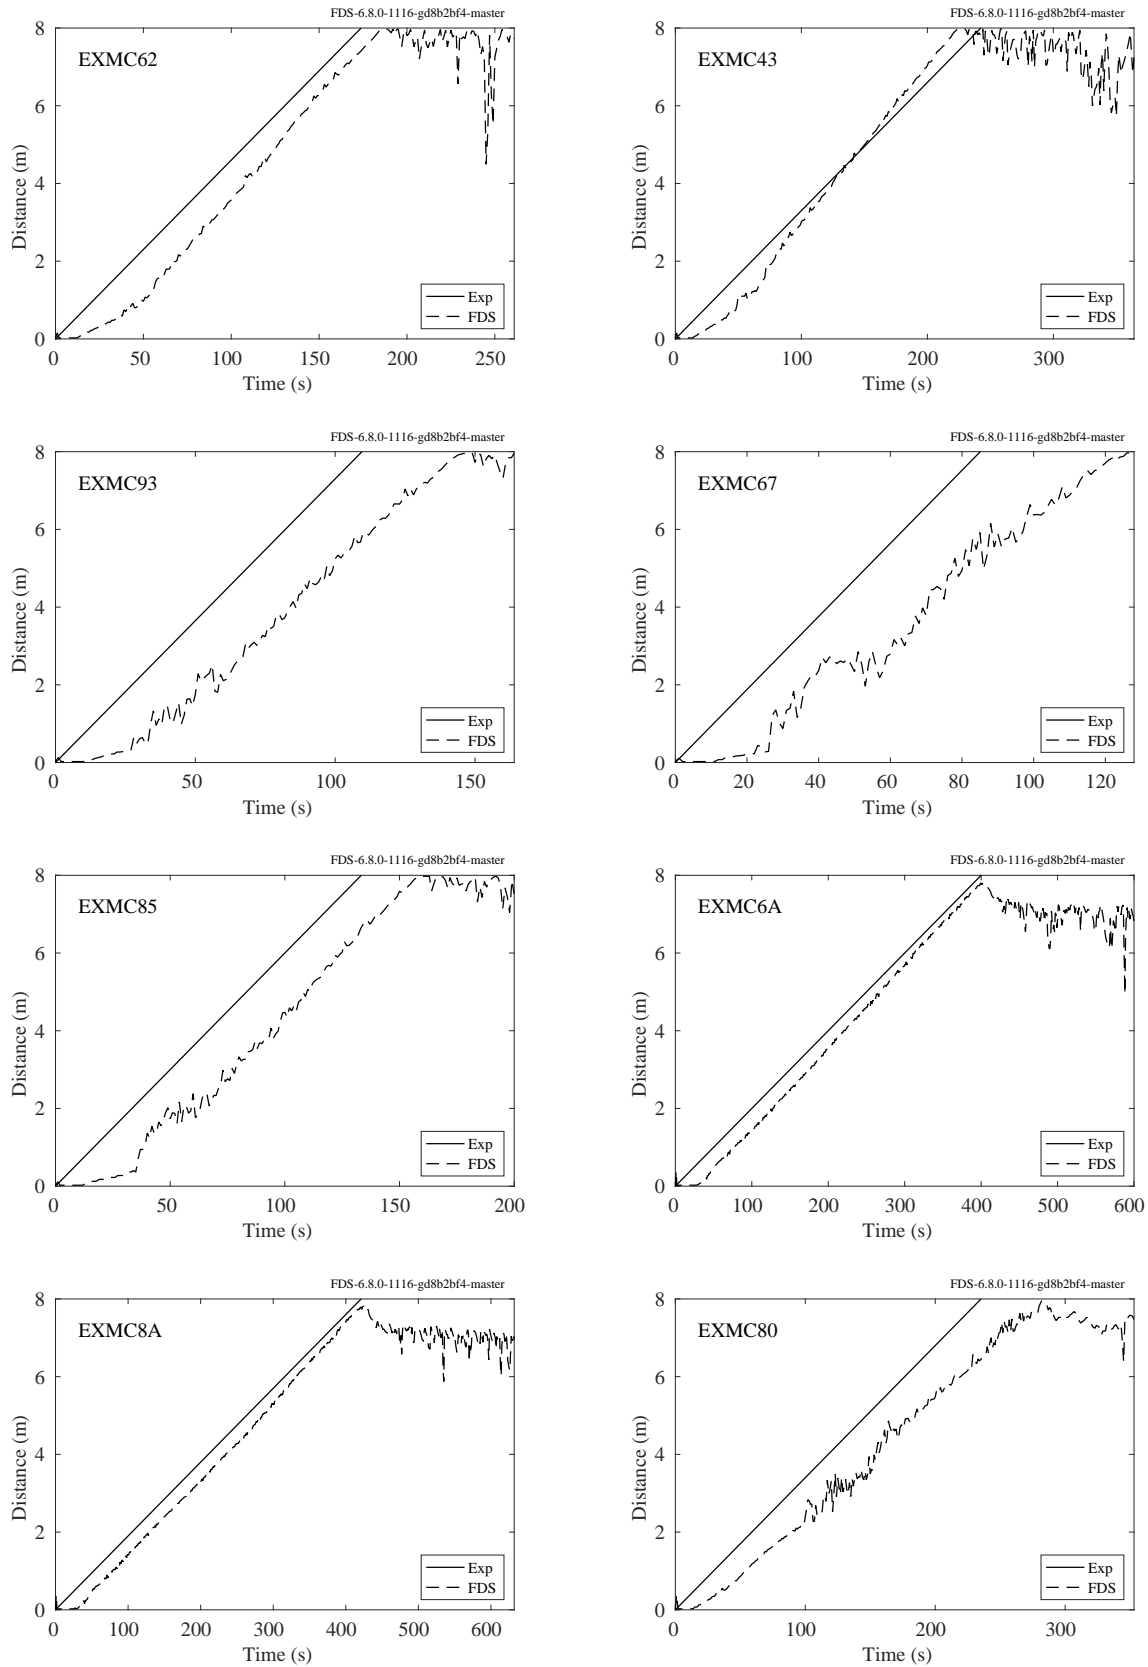 FDS-6.8.0-1116-gd8b2bf4-master
EXMC62
Distance (m)
8
6
4
2
0
0 50 100 150 200 250
Time (s)
Exp
FDS
FDS-6.8.0-1116-gd8b2bf4-master
EXMC43
Distance (m)
8
6
4
2
0
0 100 200 300
Time (s)
Exp
FDS
FDS-6.8.0-1116-gd8b2bf4-master
EXMC93
Distance (m)
8
6
4
2
0
0 50 100 150
Time (s)
Exp
FDS
FDS-6.8.0-1116-gd8b2bf4-master
EXMC67
Distance (m)
8
6
4
2
0
0 20 40 60 80 100 120
Time (s)
Exp
FDS
FDS-6.8.0-1116-gd8b2bf4-master
EXMC85
Distance (m)
8
6
4
2
0
0 50 100 150 200
Time (s)
Exp
FDS
FDS-6.8.0-1116-gd8b2bf4-master
EXMC6A
Distance (m)
8
6
4
2
0
0 100 200 300 400 500 600
Time (s)
Exp
FDS
FDS-6.8.0-1116-gd8b2bf4-master
EXMC8A
Distance (m)
8
6
4
2
0
0 100 200 300 400 500 600
Time (s)
Exp
FDS
FDS-6.8.0-1116-gd8b2bf4-master
EXMC80
Distance (m)
8
6
4
2
0
0 100 200 300
Time (s)
Exp
FDS